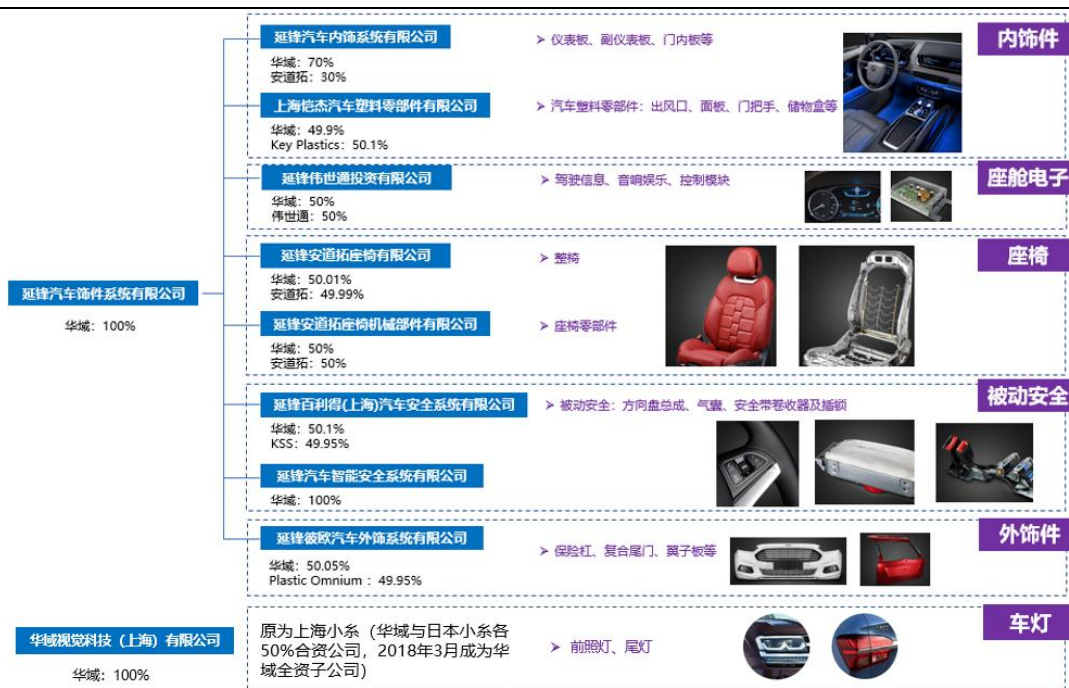 延锋汽车内饰系统有限公司
华域：70%
安道拓：30%
➢ 仪表板、副仪表板、门内板等
内饰件
上海恺杰汽车塑料零部件有限公司
华域：49.9%
Key Plastics：50.1%
➢ 汽车塑料零部件：出风口、面板、门把手、储物盒等
延锋伟世通投资有限公司
华域：50%
伟世通：50%
➢ 驾驶信息、音响娱乐、控制模块
座舱电子
延锋安道拓座椅有限公司
华域：50.01%
安道拓：49.99%
➢ 整椅
座椅
延锋汽车饰件系统有限公司
华域：100%
延锋安道拓座椅机械部件有限公司
华域：50%
安道拓：50%
➢ 座椅零部件
延锋百利得(上海)汽车安全系统有限公司
华域：50.1%
KSS：49.95%
➢ 被动安全：方向盘总成、气囊、安全带卷收器及插锁
被动安全
延锋汽车智能安全系统有限公司
华域：100%
延锋彼欧汽车外饰系统有限公司
华域：50.05%
Plastic Omnium ：49.95%
➢ 保险杠、复合尾门、翼子板等
外饰件
华域视觉科技（上海）有限公司
华域：100%
原为上海小糸（华域与日本小糸各
50%合资公司，2018年3月成为华
域全资子公司）
➢ 前照灯、尾灯
车灯